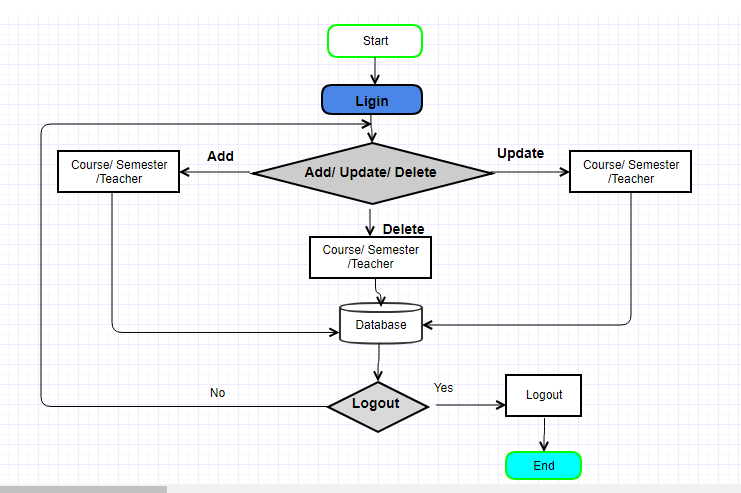 Start
Ligin
Add
Add/ Update/ Delete
Update
Course/ Semester
/Teacher
Course/ Semester
/Teacher
Delete
Course/ Semester
/Teacher
Database
No
Logout
Yes
Logout
End